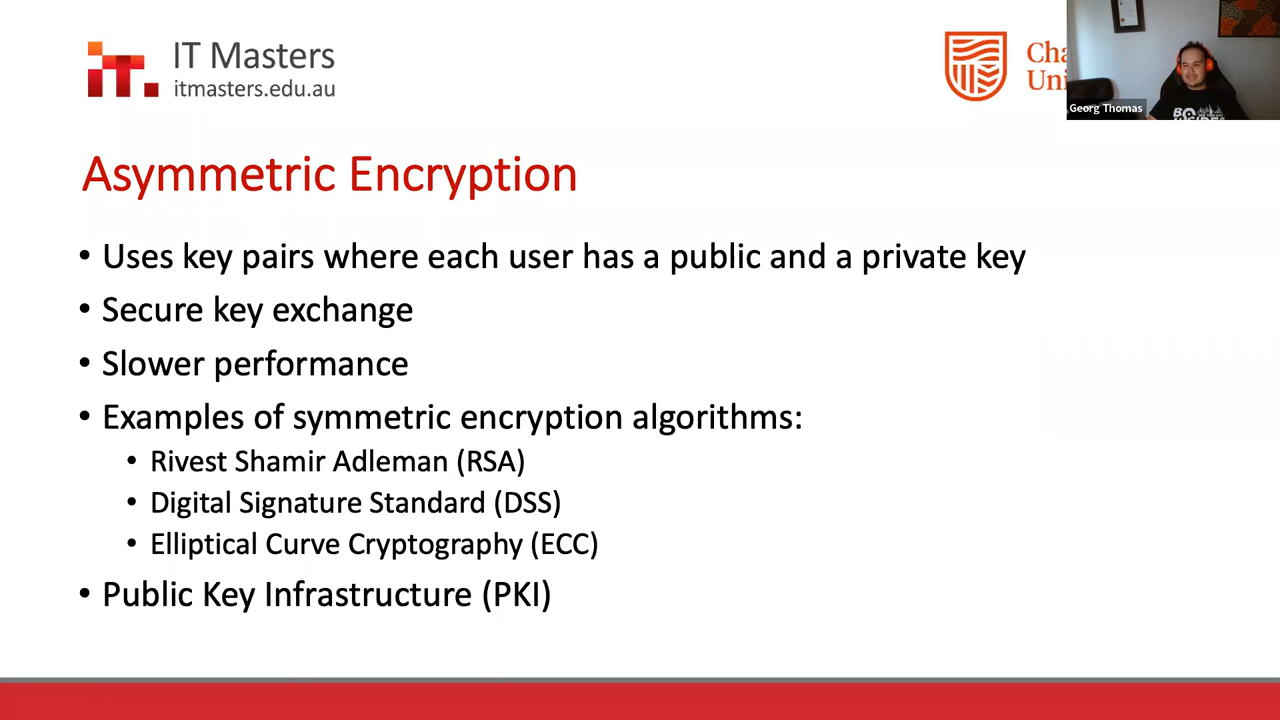 IT Masters
itmasters.edu.au
Georg Thomas
Asymmetric Encryption
• Uses key pairs where each user has a public and a private key
• Secure key exchange
• Slower performance
• Examples of symmetric encryption algorithms:
• Rivest Shamir Adleman (RSA)
• Digital Signature Standard (DSS)
• Elliptical Curve Cryptography (ECC)
• Public Key Infrastructure (PKI)